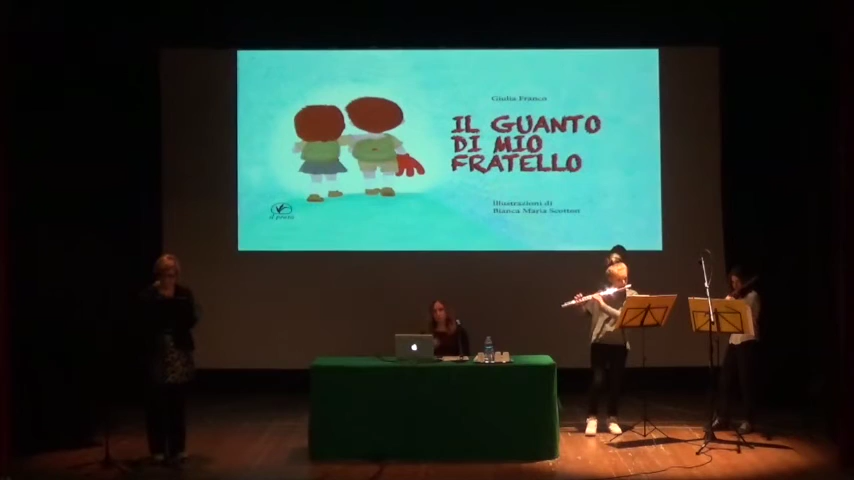 Giulia Franco
IL GUANTO
DI MIO
FRATELLO
Illustrazioni di
Bianca Maria Scotton